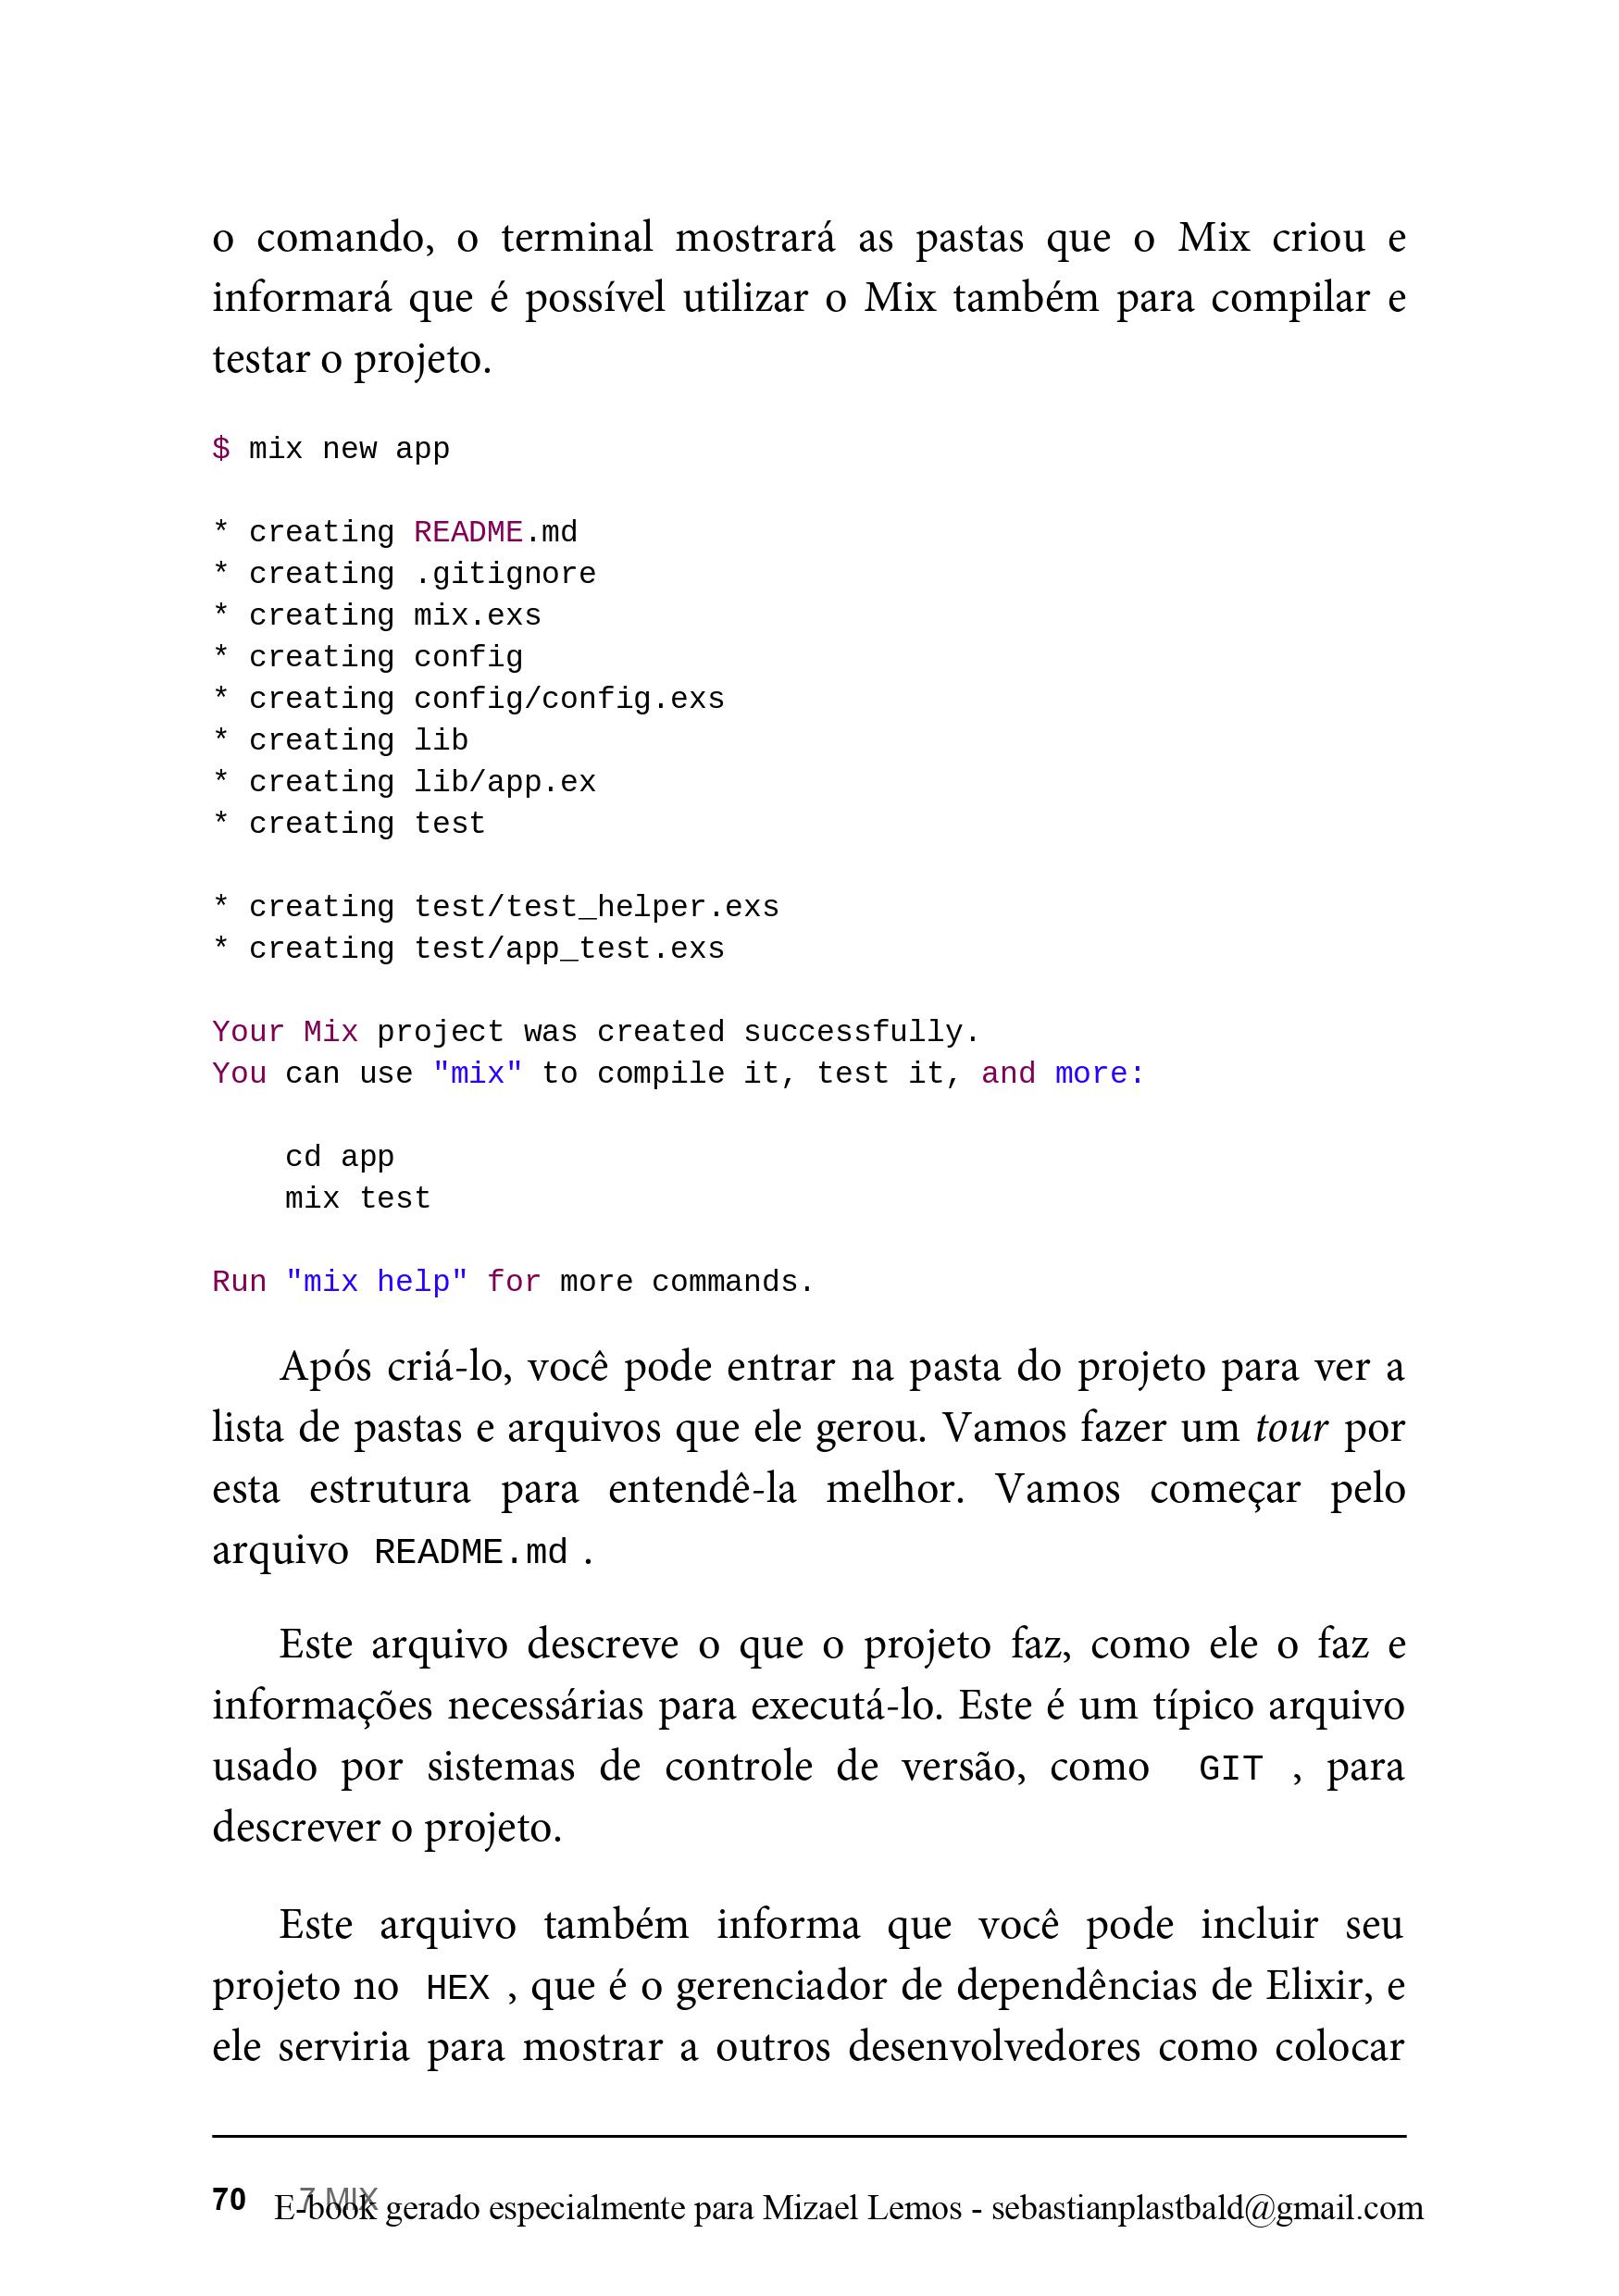 o comando, o terminal mostrará as pastas que o Mix criou e
informará que é possível utilizar o Mix também para compilar e
testar o projeto.
$ mix new app
* creating README.md
* creating .gitignore
* creating mix.exs
* creating config
* creating config/config.exs
* creating lib
* creating lib/app.ex
* creating test
* creating test/test_helper.exs
* creating test/app_test.exs
Your Mix project was created successfully.
You can use "mix" to compile it, test it, and more:
cd app
mix test
Run "mix help" for more commands.
Após criá-lo, você pode entrar na pasta do projeto para ver a
lista de pastas e arquivos que ele gerou. Vamos fazer um tour por
esta estrutura para entendê-la melhor. Vamos começar pelo
arquivo README.md .
Este arquivo descreve o que o projeto faz, como ele o faz e
informações necessárias para executá-lo. Este é um típico arquivo
usado por sistemas de controle de versão, como GIT , para
descrever o projeto.
Este arquivo também informa que você pode incluir seu
projeto no HEX , que é o gerenciador de dependências de Elixir, e
ele serviria para mostrar a outros desenvolvedores como colocar
70 7 MIX
E-book gerado especialmente para Mizael Lemos - sebastianplastbald@gmail.com